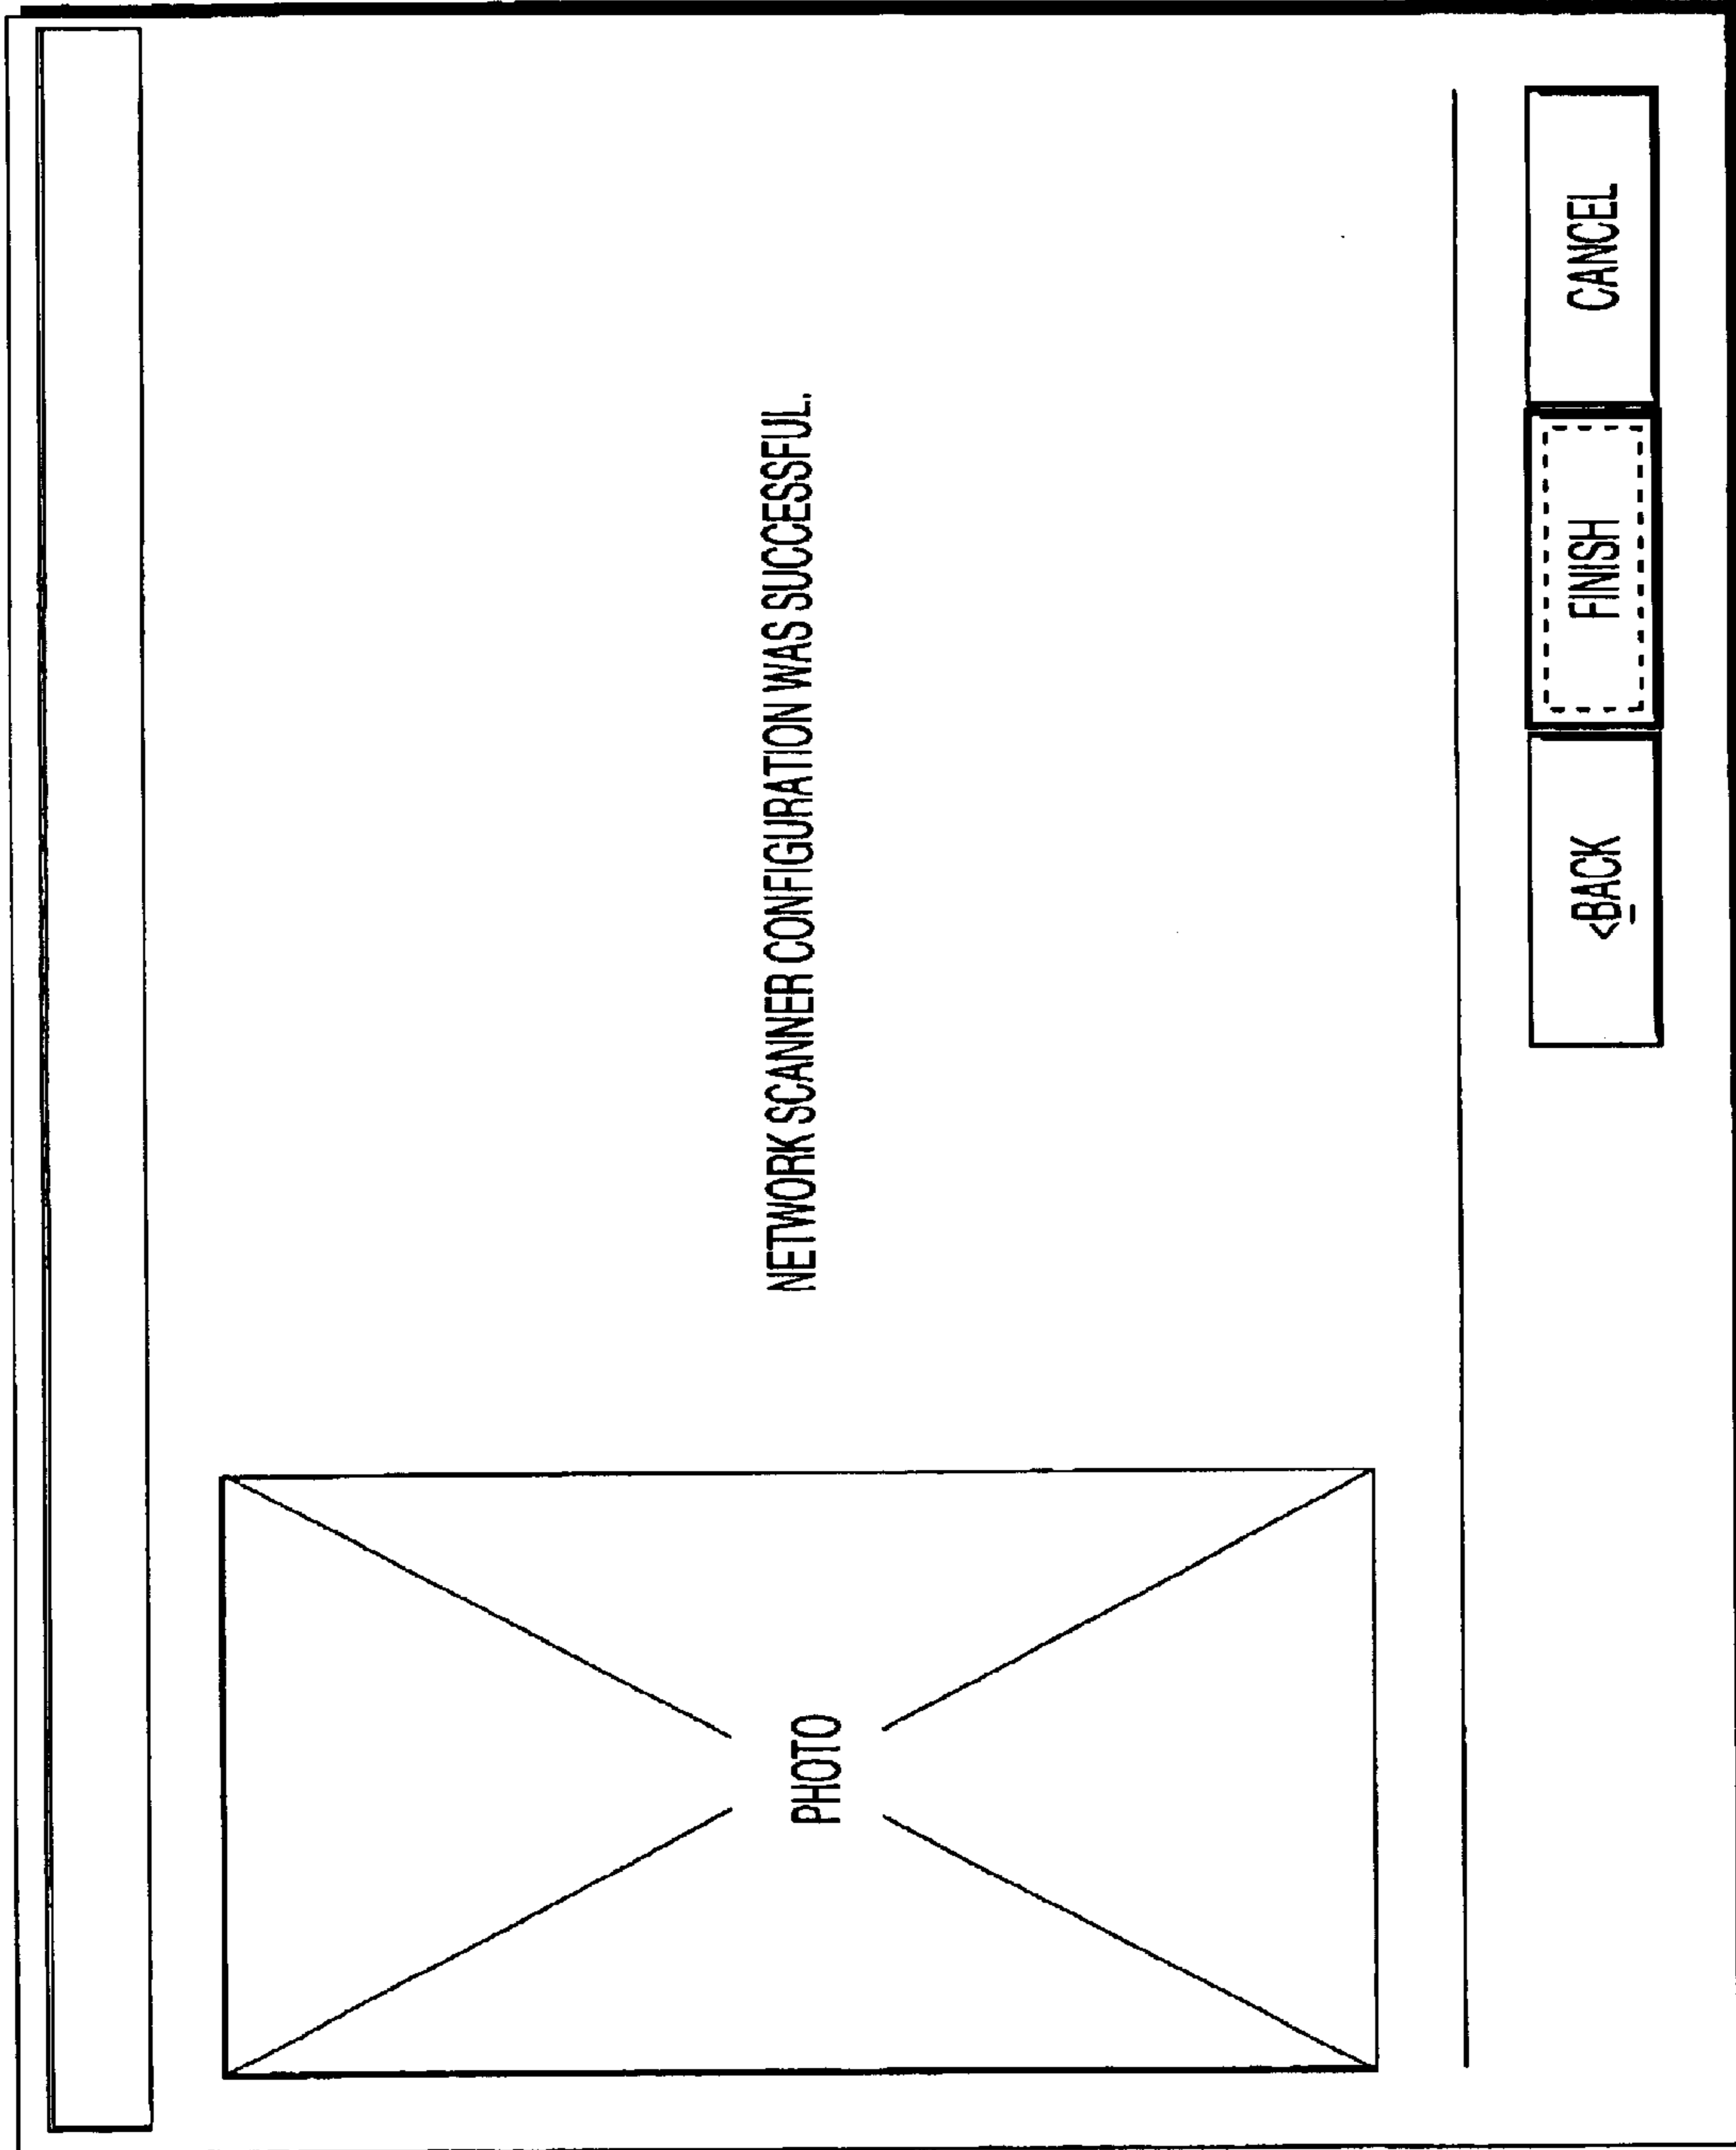 NETWORK SCANNER CONFIGURATION WAS SUCCESSFUL.
PHOTO
<BACK
FINISH
CANCEL